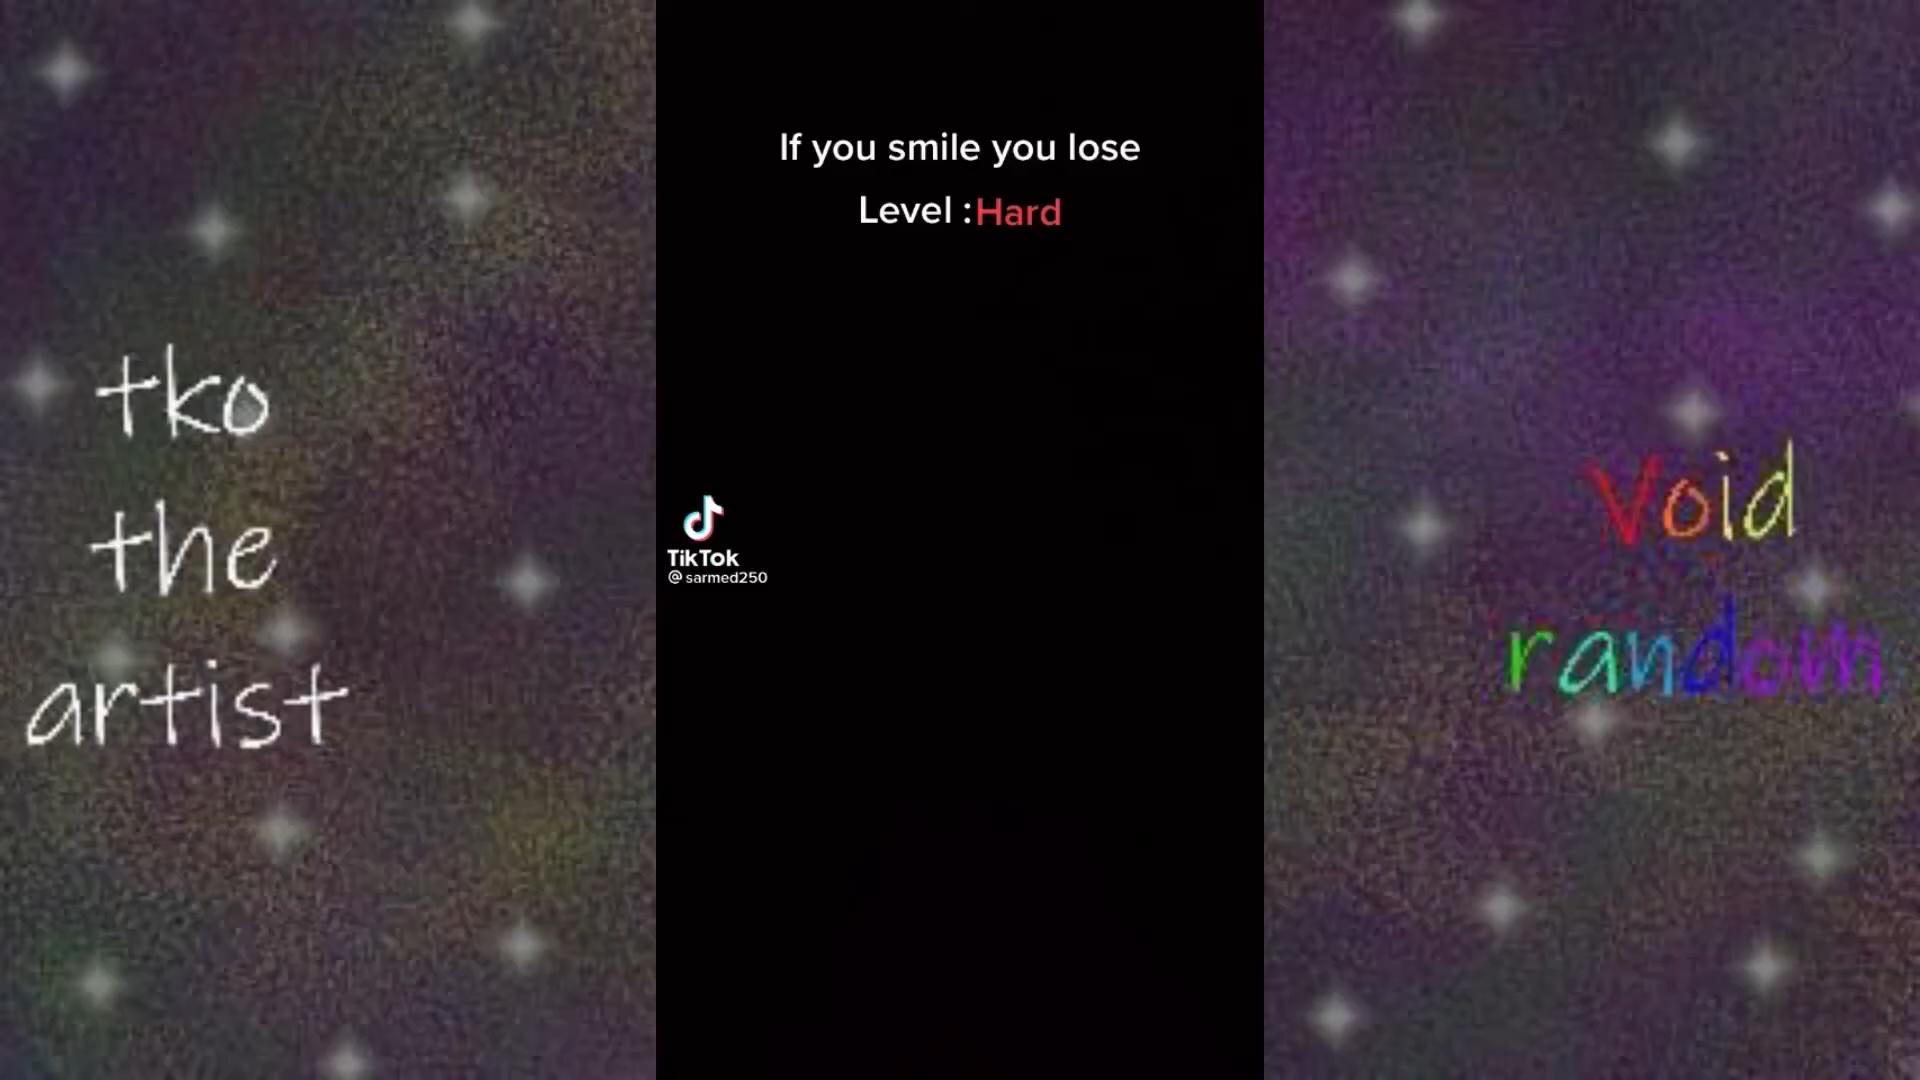 tko
the
artist
If you smile you lose
Level :Hard
TikTok
@ sarmed250
Void
random